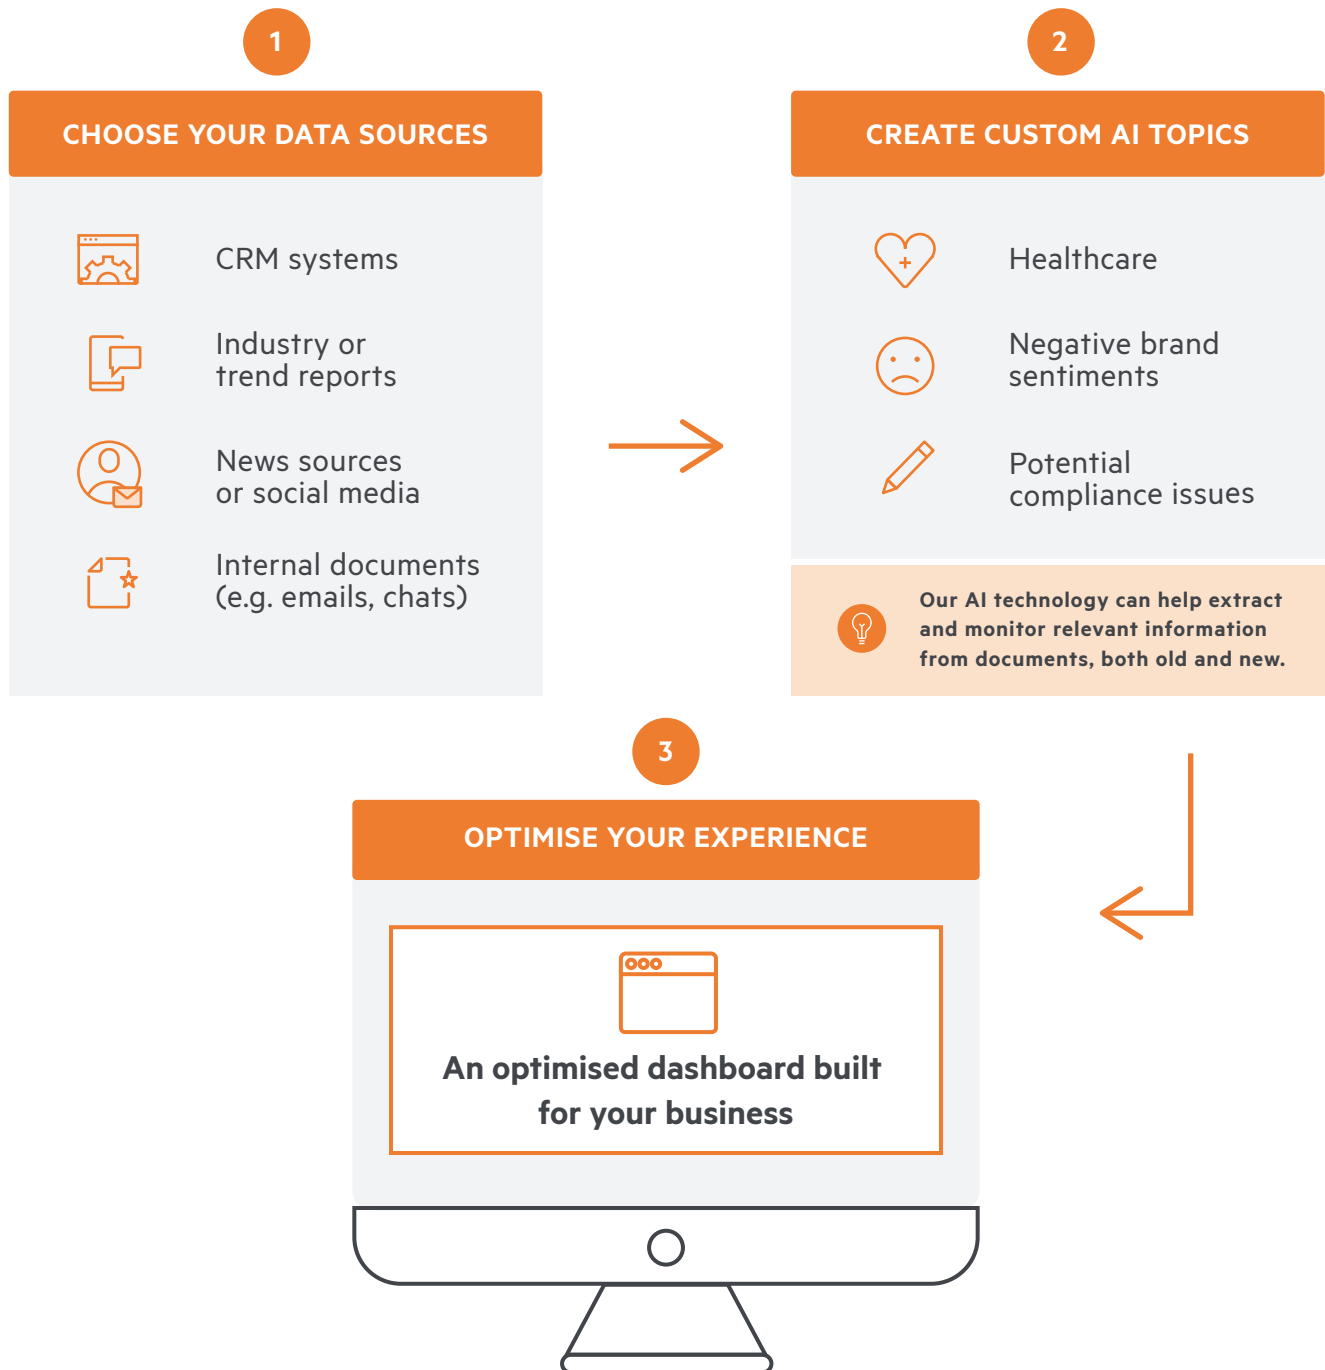 1
CHOOSE YOUR DATA SOURCES
CRM systems
Industry or
trend reports
News sources
or social media
Internal documents
(e.g. emails, chats)
2
CREATE CUSTOM AI TOPICS
Healthcare
Negative brand
sentiments
Potential
compliance issues
Our AI technology can help extract
and monitor relevant information
from documents, both old and new.
3
OPTIMISE YOUR EXPERIENCE
An optimised dashboard built
for your business